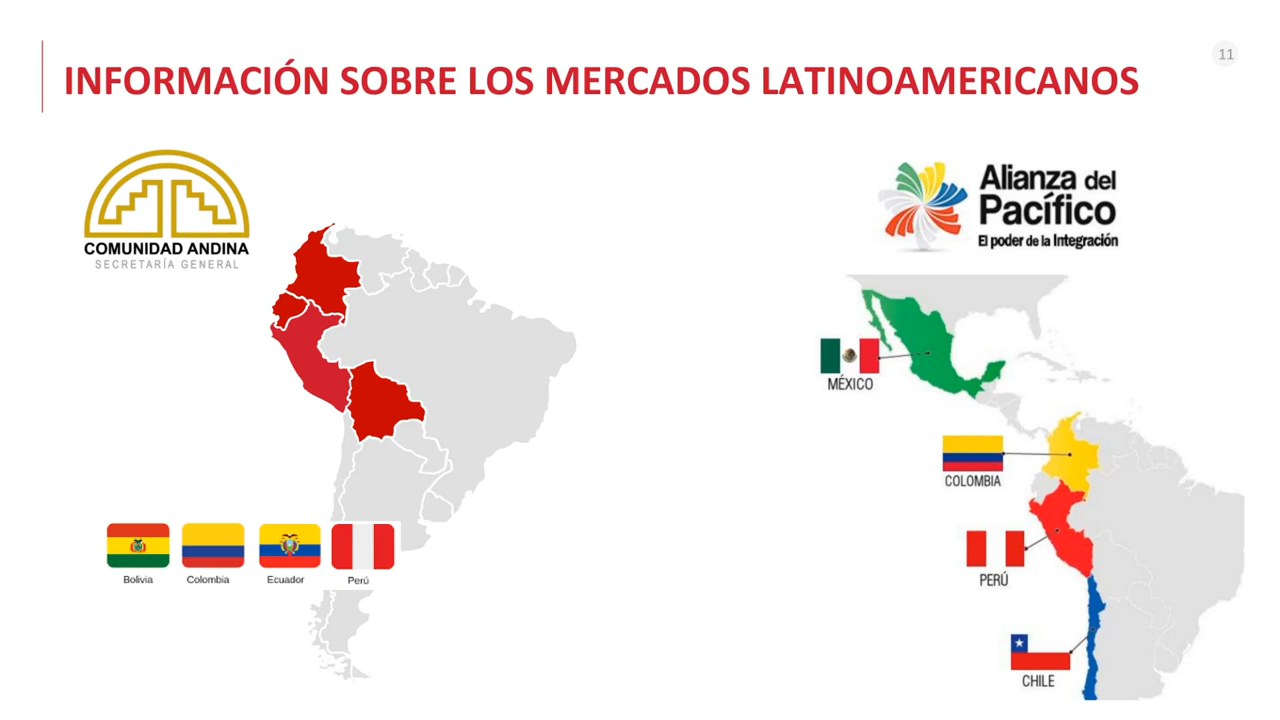 11
INFORMACIÓN SOBRE LOS MERCADOS LATINOAMERICANOS
COMUNIDAD ANDINA
SECRETARÍA GENERAL
Bolivia
Colombia
Ecuador
Perú
Alianza del
Pacífico
El poder de la Integración
MÉXICO
COLOMBIA
PERÚ
CHILE